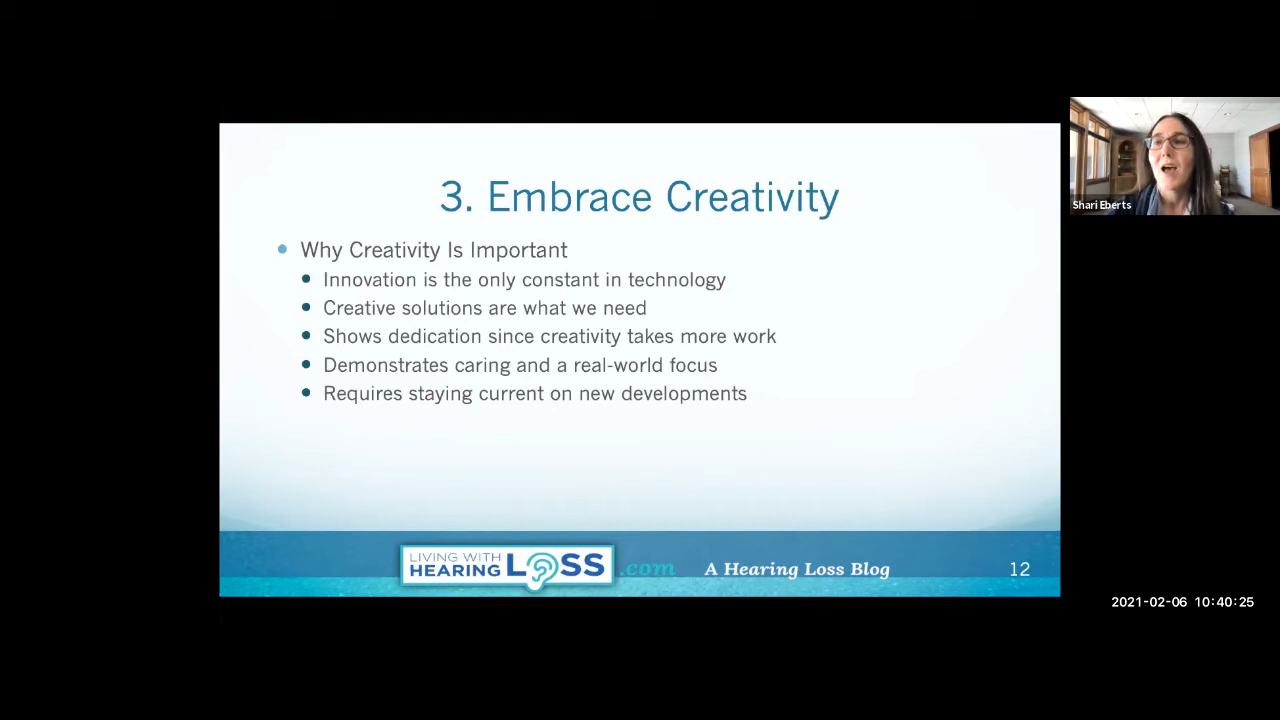 3. Embrace Creativity
Why Creativity Is Important
Innovation is the only constant in technology
Creative solutions are what we need
Shows dedication since creativity takes more work
Demonstrates caring and a real-world focus
Requires staying current on new developments
Shari Eberts
LIVING WITH
HEARING LOSS
.com
A Hearing Loss Blog
12
2021-02-06 10:40:25